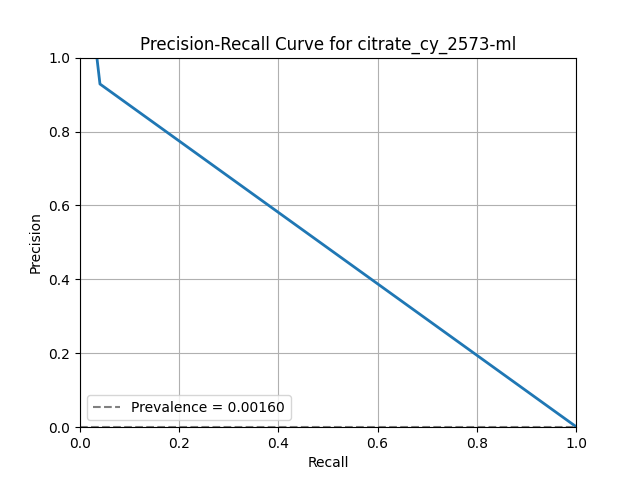 Precision-Recall Curve for citrate_cy_2573-ml
1.0
0.8
0.6
0.4
0.2
0.0
Precision
Prevalence = 0.00160
0.0 0.2 0.4 0.6 0.8 1.0
Recall